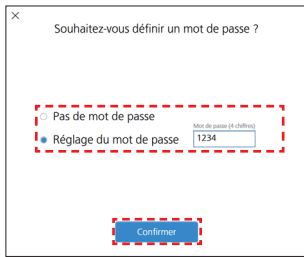 Souhaitez-vous définir un mot de passe ?
Pas de mot de passe
Mot de passe (4 chiffres)
Réglage du mot de passe 1234
Confirmer